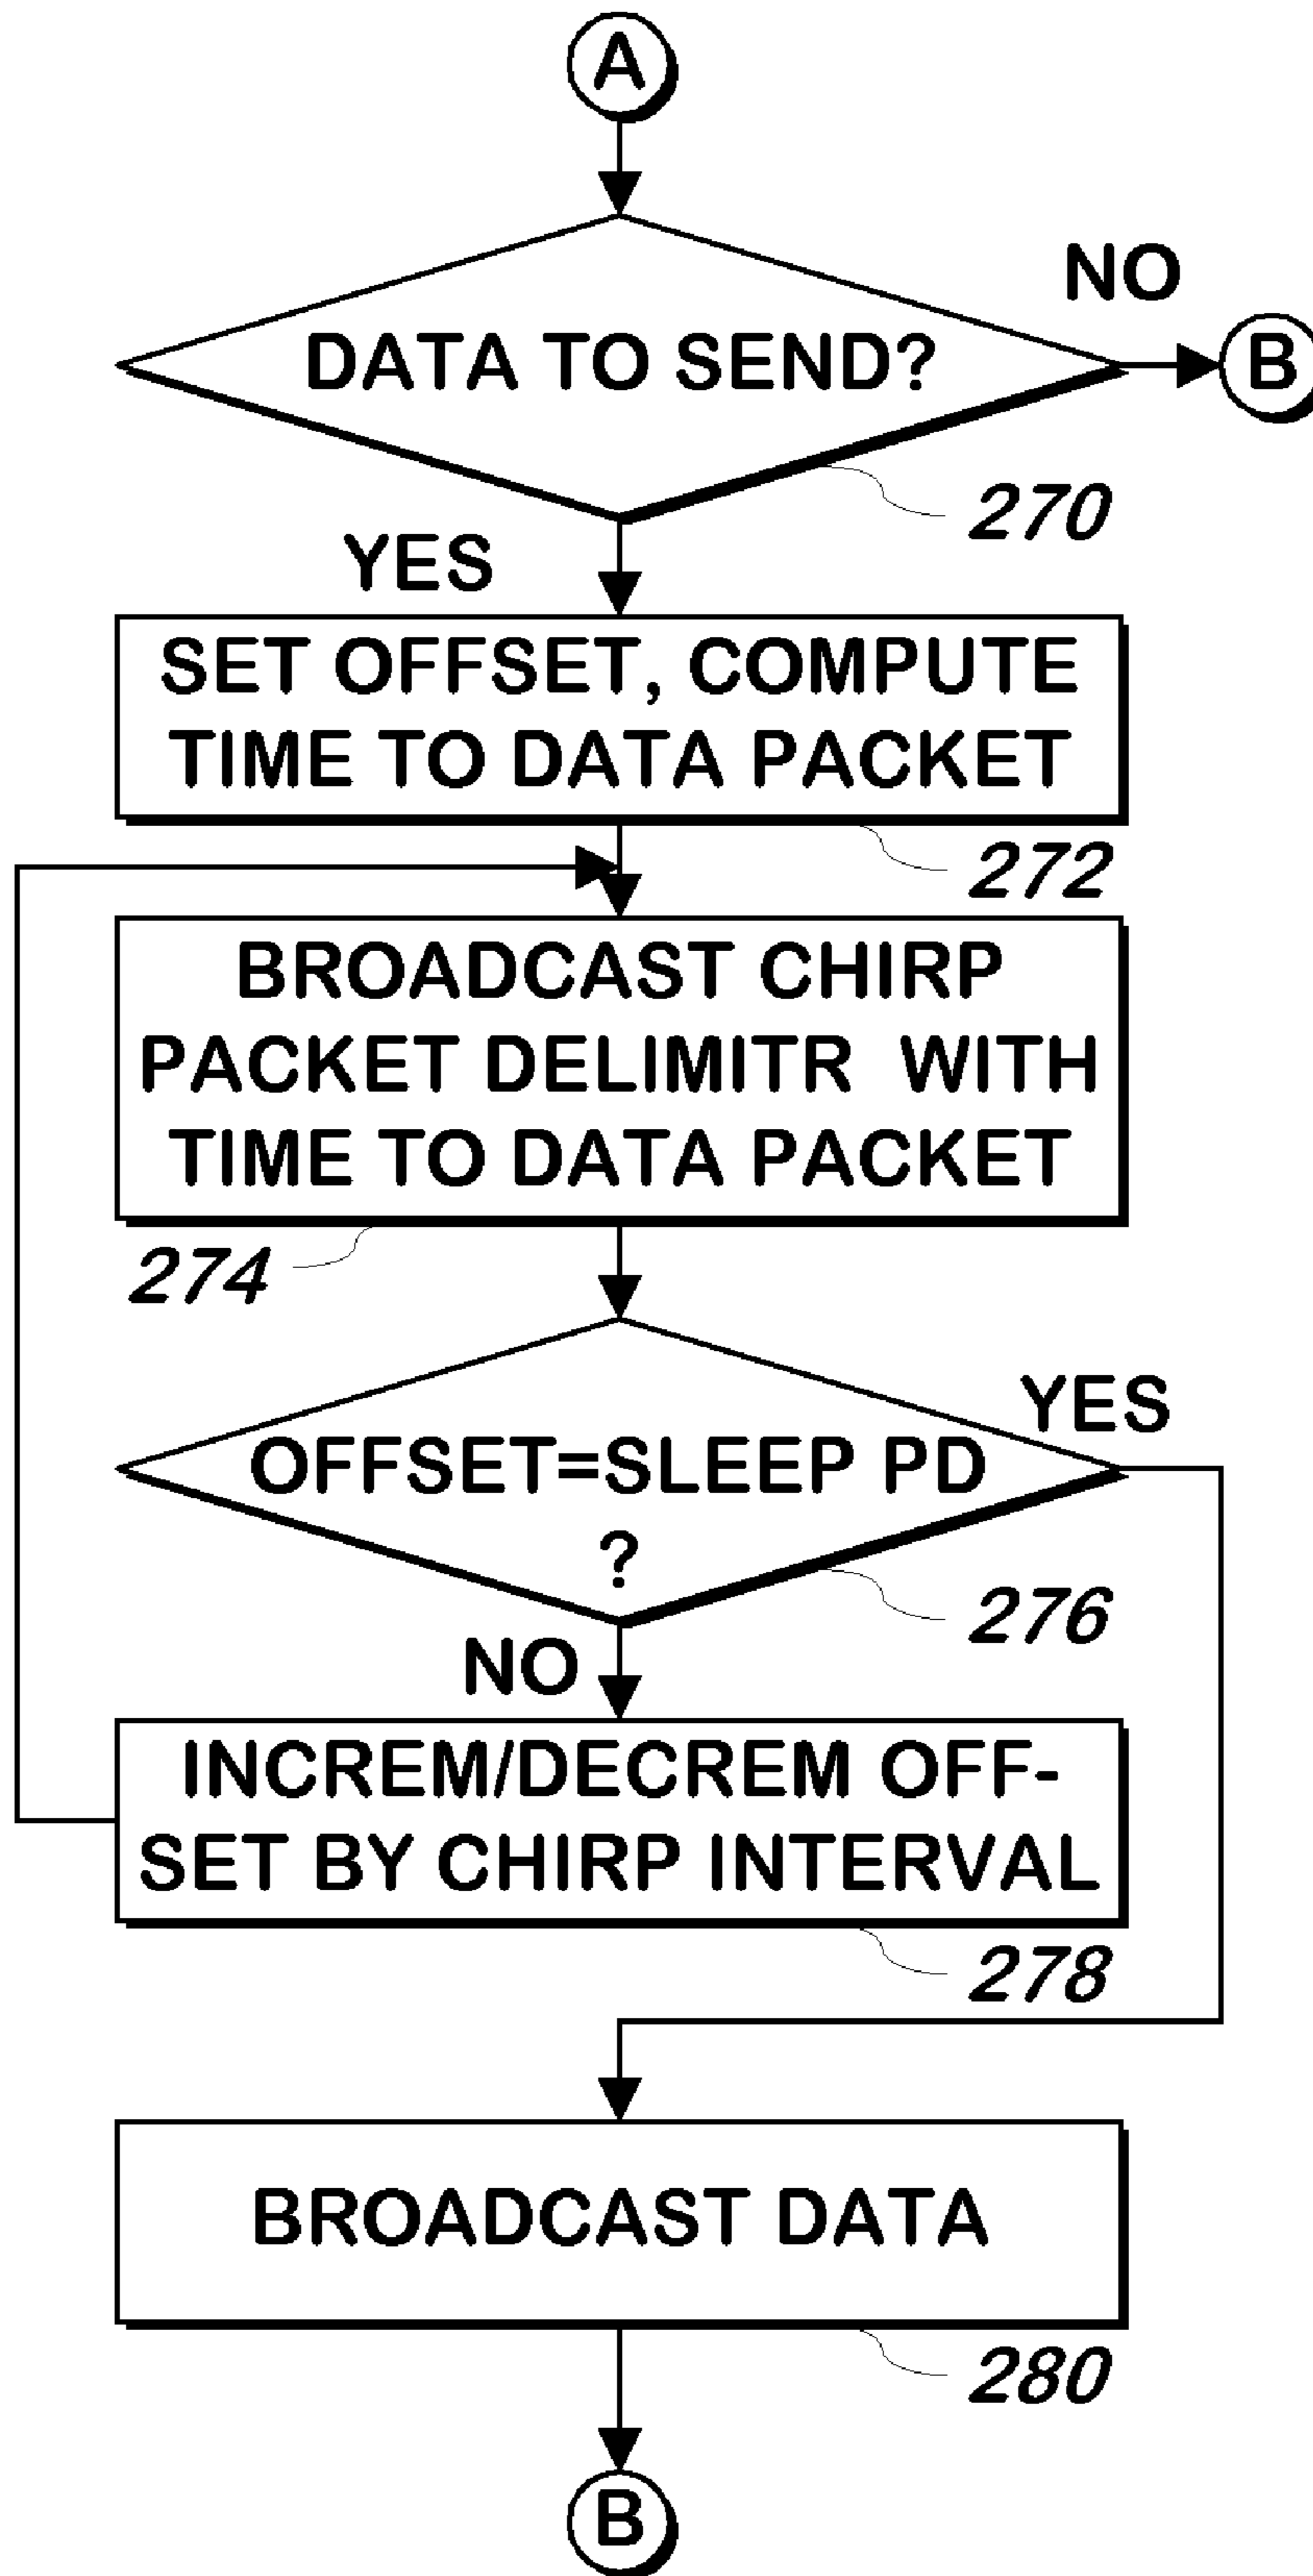 A
NO
DATA TO SEND?
B
270
YES
SET OFFSET, COMPUTE
TIME TO DATA PACKET
272
BROADCAST CHIRP
PACKET DELIMITR WITH
TIME TO DATA PACKET
274
YES
OFFSET=SLEEP PD
?
276
NO
INCREM/DECREM OFF-
SET BY CHIRP INTERVAL
278
BROADCAST DATA
280
B